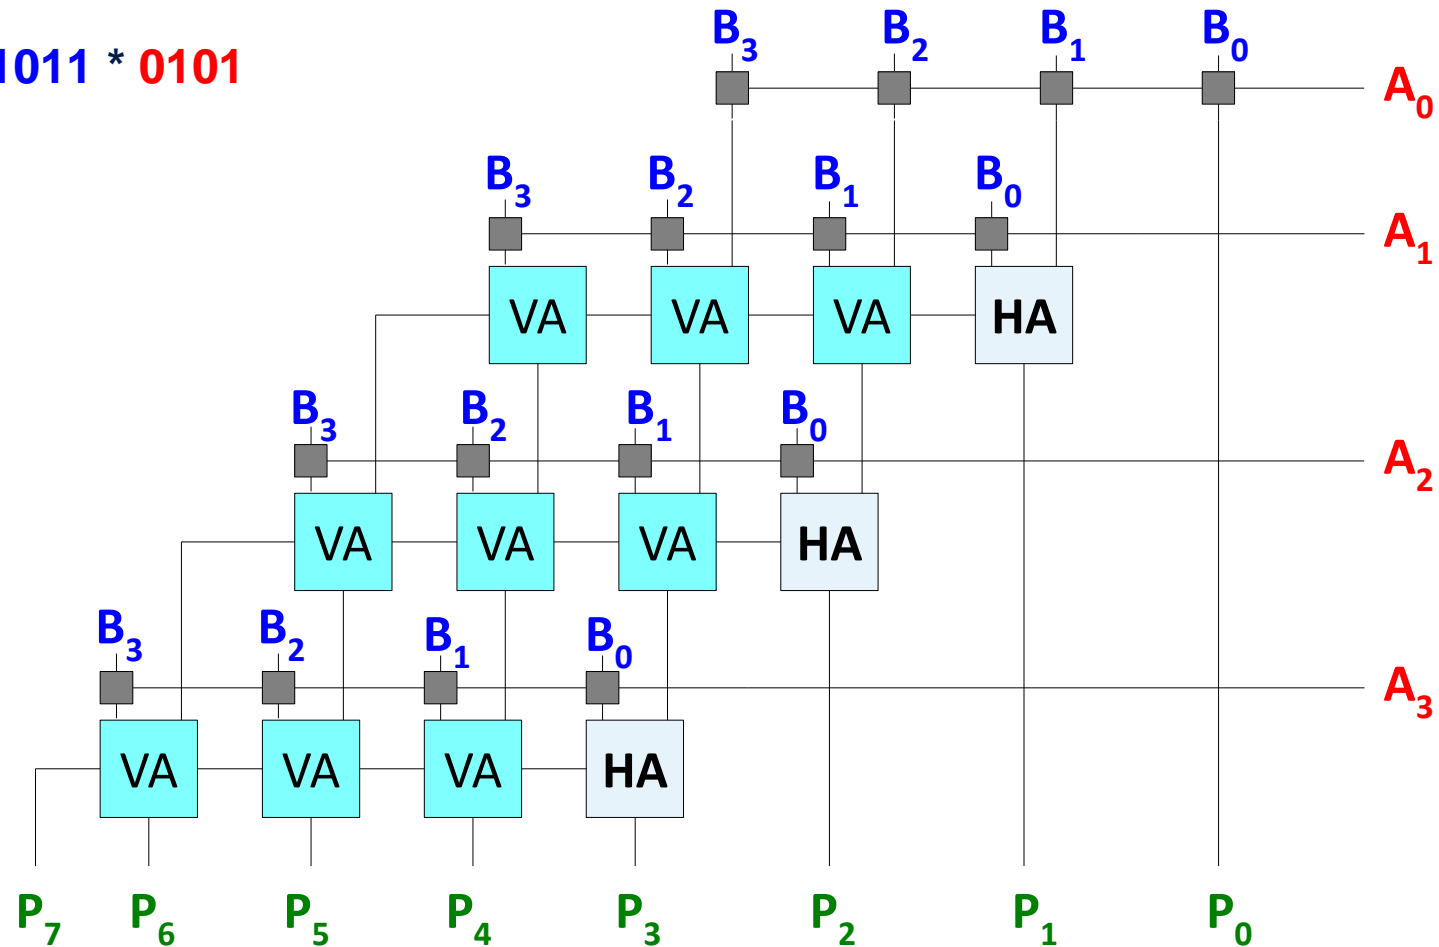 B3 B2 B1 B0
1011 * 0101
A0
B3 B2 B1 B0
A1
VA VA VA HA
B3 B2 B1 B0
A2
VA VA VA HA
B3 B2 B1 B0
A3
VA VA VA HA
P7 P6 P5 P4 P3 P2 P1 P0